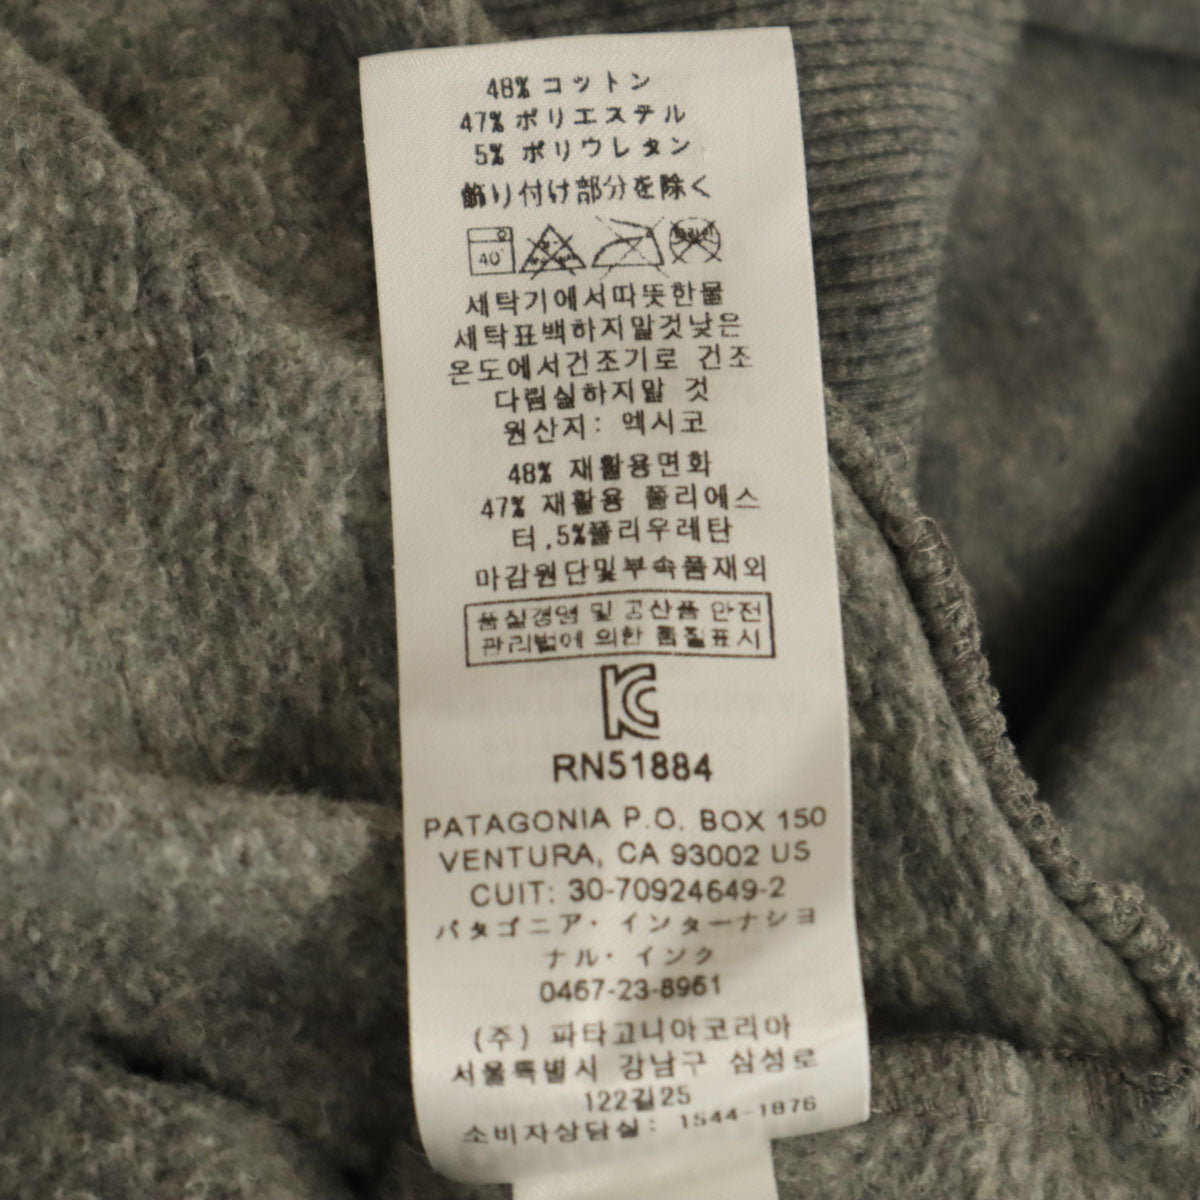 48% コットン
47% ポリエステル
5% ポリウレタン
飾り付け部分を除く
40°
세탁기에서따뜻한물
세탁표백하지말것낮은
온도에서건조기로 건조
다림실하지말 것
원산지: 엑시코
48% 재활용면화
47% 재활용 폴리에스
터,5%폴리우레탄
마감원단및부속품재외
품실경영 및 공산품 안전
관리법에 의한 품질표시
RN51884
PATAGONIA P.O. BOX 150
VENTURA, CA 93002 US
CUIT: 30-70924649-2
パタゴニア・インターナショ
ナル・インク
0467-23-8961
(주) 파타고니아코리아
서울특별시 강남구 삼성로
122길25
소비자상담실: 1544-1876